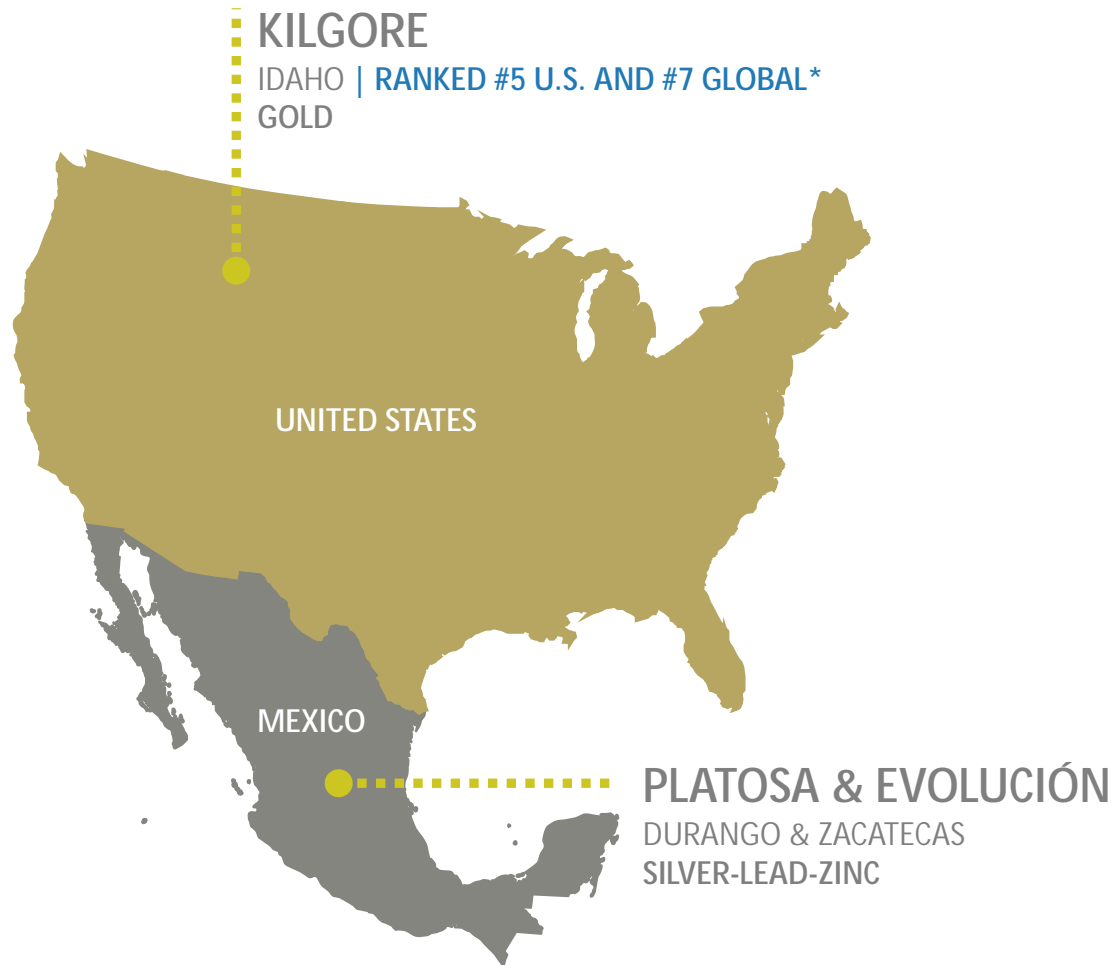 KILGORE
IDAHO | RANKED #5 U.S. AND #7 GLOBAL*
GOLD
UNITED STATES
MEXICO
PLATOSA & EVOLUCIÓN
DURANGO & ZACATECAS
SILVER-LEAD-ZINC